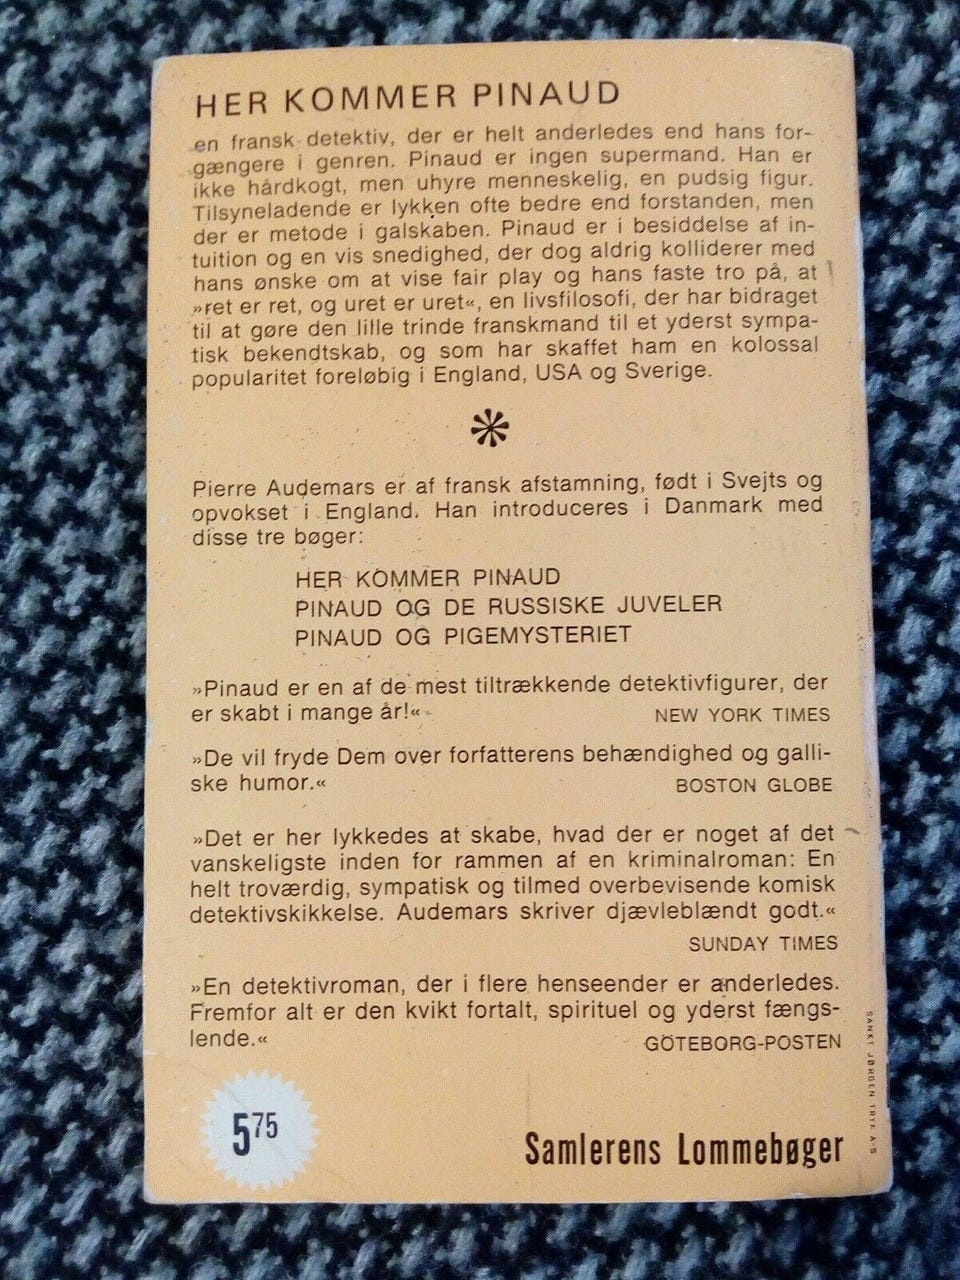 HER KOMMER PINAUD
en fransk detektiv, der er helt anderledes end hans for-
gængere i genren. Pinaud er ingen supermand. Han er
ikke hårdkogt, men uhyre menneskelig, en pudsig figur.
Tilsyneladende er lykken ofte bedre end forstanden, men
der er metode i galskaben. Pinaud er i besiddelse af in-
tuition og en vis snedighed, der dog aldrig kolliderer med
hans ønske om at vise fair play og hans faste tro på, at
»ret er ret, og uret er uret«, en livsfilosofi, der har bidraget
til at gøre den lille trinde franskmand til et yderst sympa-
tisk bekendtskab, og som har skaffet ham en kolossal
popularitet foreløbig i England, USA og Sverige.
Pierre Audemars er af fransk afstamning, født i Svejts og
opvokset i England. Han introduceres i Danmark med
disse tre bøger:
HER KOMMER PINAUD
PINAUD OG DE RUSSISKE JUVELER
PINAUD OG PIGEMYSTERIET
»Pinaud er en af de mest tiltrækkende detektivfigurer, der
er skabt i mange år!« NEW YORK TIMES
»De vil fryde Dem over forfatterens behændighed og galli-
ske humor.« BOSTON GLOBE
»Det er her lykkedes at skabe, hvad der er noget af det
vanskeligste inden for rammen af en kriminalroman: En
helt troværdig, sympatisk og tilmed overbevisende komisk
detektivskikkelse. Audemars skriver djævleblændt godt.«
SUNDAY TIMES
»En detektivroman, der i flere henseender er anderledes.
Fremfor alt er den kvikt fortalt, spirituel og yderst fængs-
lende.« GÖTEBORG-POSTEN
SANKT JØRGEN TRYK A-S
5 75
Samlerens Lommebøger